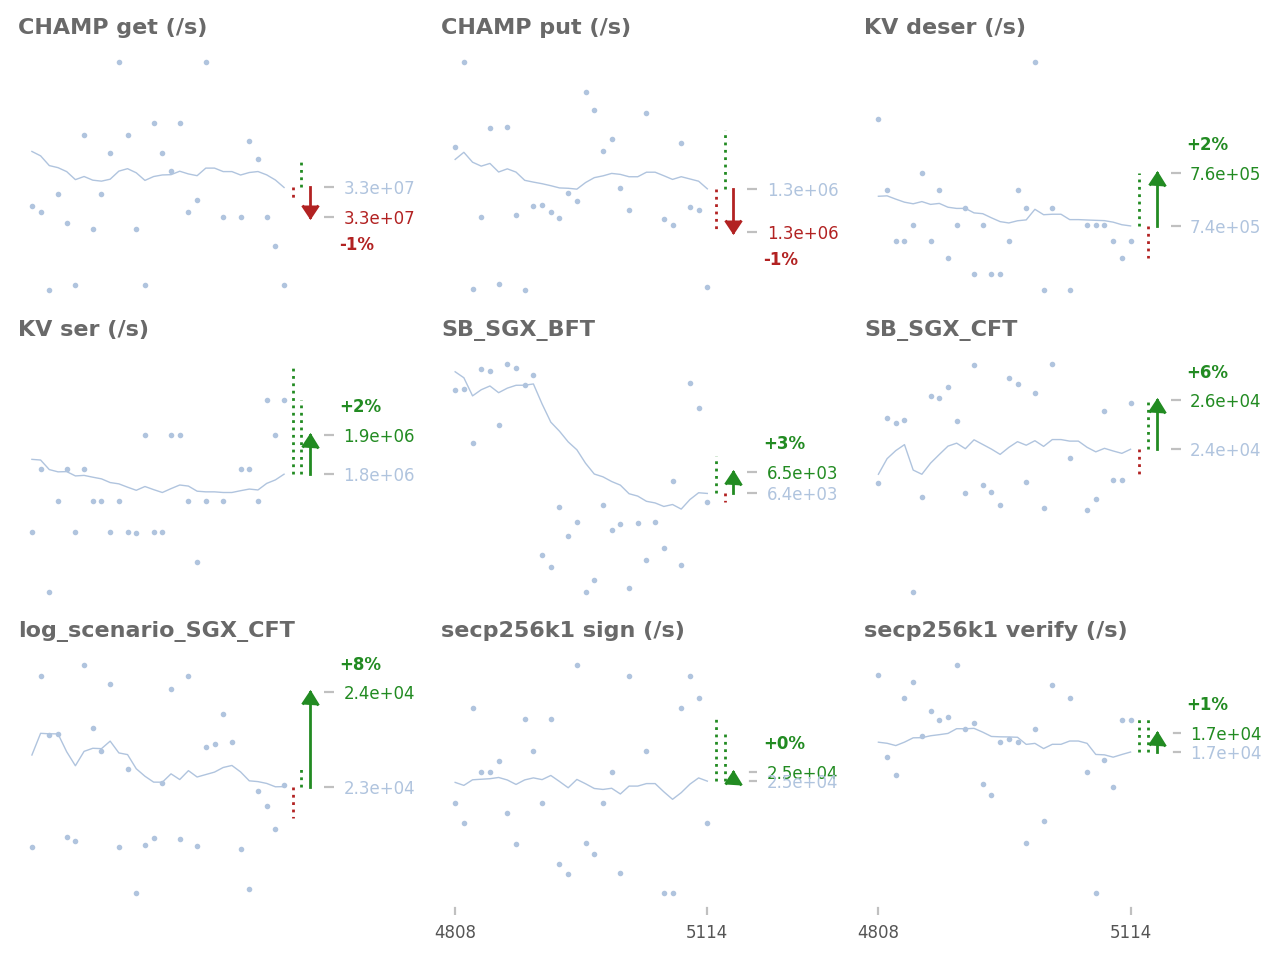 CHAMP get (/s)
3.3e+07
3.3e+07
-1%
CHAMP put (/s)
1.3e+06
1.3e+06
-1%
KV deser (/s)
+2%
7.6e+05
7.4e+05
KV ser (/s)
+2%
1.9e+06
1.8e+06
SB_SGX_BFT
+3%
6.5e+03
6.4e+03
SB_SGX_CFT
+6%
2.6e+04
2.4e+04
log_scenario_SGX_CFT
+8%
2.4e+04
2.3e+04
secp256k1 sign (/s)
+0%
2.5e+04
2.5e+04
4808
5114
secp256k1 verify (/s)
+1%
1.7e+04
1.7e+04
4808
5114